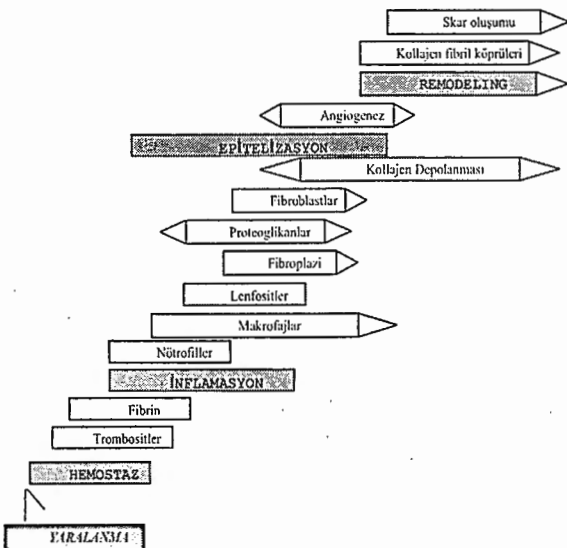 Skar oluşumu
Kollajen fibril köprüleri
REMODELING
Angiogenez
EPİTELİZASYON
Kollajen Depolanması
Fibroblastlar
Proteoglikanlar
Fibroplazi
Lenfositler
Makrofajlar
Nötrofiller
İNFLAMASYON
Fibrin
Trombositler
HEMOSTAZ
YARALANMA